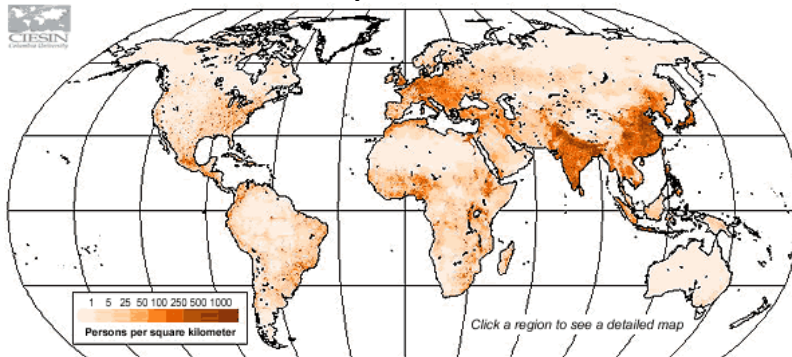 CIESIN
Columbia University
1 5 25 50 100 250 500 1000
Persons per square kilometer
Click a region to see a detailed map